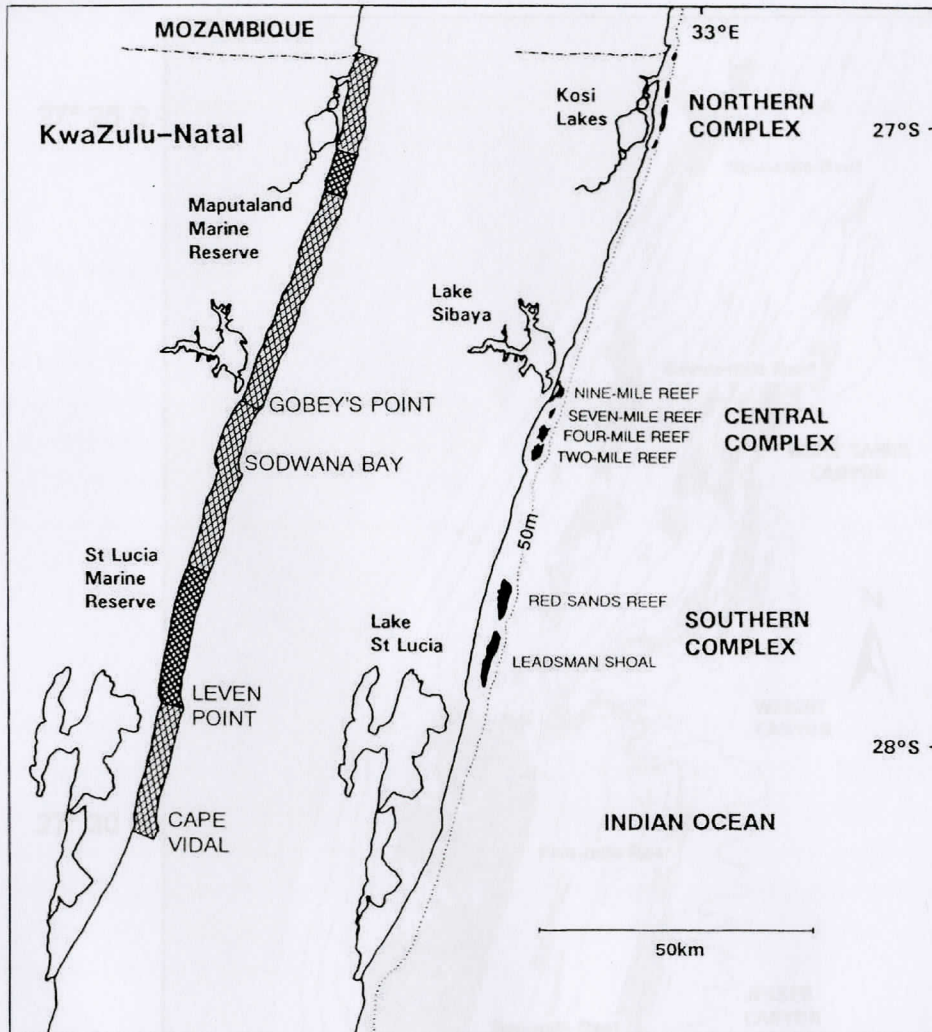 MOZAMBIQUE
33°E
Kosi
Lakes
NORTHERN
COMPLEX
27°S
KwaZulu–Natal
Maputaland
Marine
Reserve
Lake
Sibaya
NINE-MILE REEF
SEVEN-MILE REEF
FOUR-MILE REEF
TWO-MILE REEF
CENTRAL
COMPLEX
GOBEY'S POINT
SODWANA BAY
50m
St Lucia
Marine
Reserve
RED SANDS REEF
SOUTHERN
COMPLEX
Lake
St Lucia
LEADSMAN SHOAL
LEVEN
POINT
28°S
CAPE
VIDAL
INDIAN OCEAN
50km